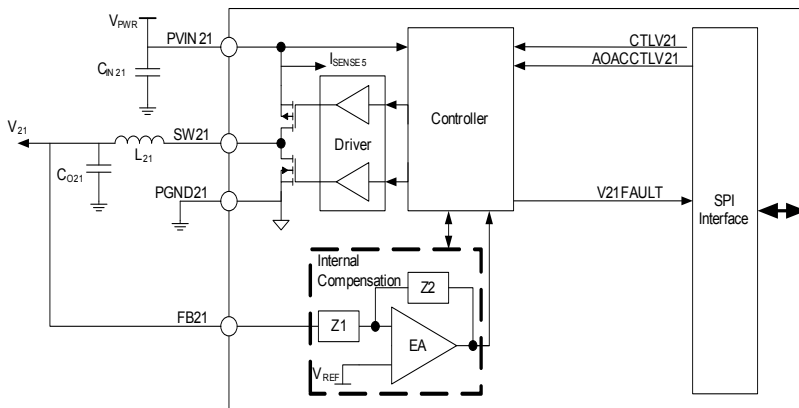 VPWR
PVIN21
CTLV21
AOACCTLV21
ISENSE5
CIN21
V21
SW21
L21
CO21
Driver
Controller
PGND21
V21FAULT
SPI
Interface
Internal
Compensation
Z2
FB21
Z1
EA
VREF